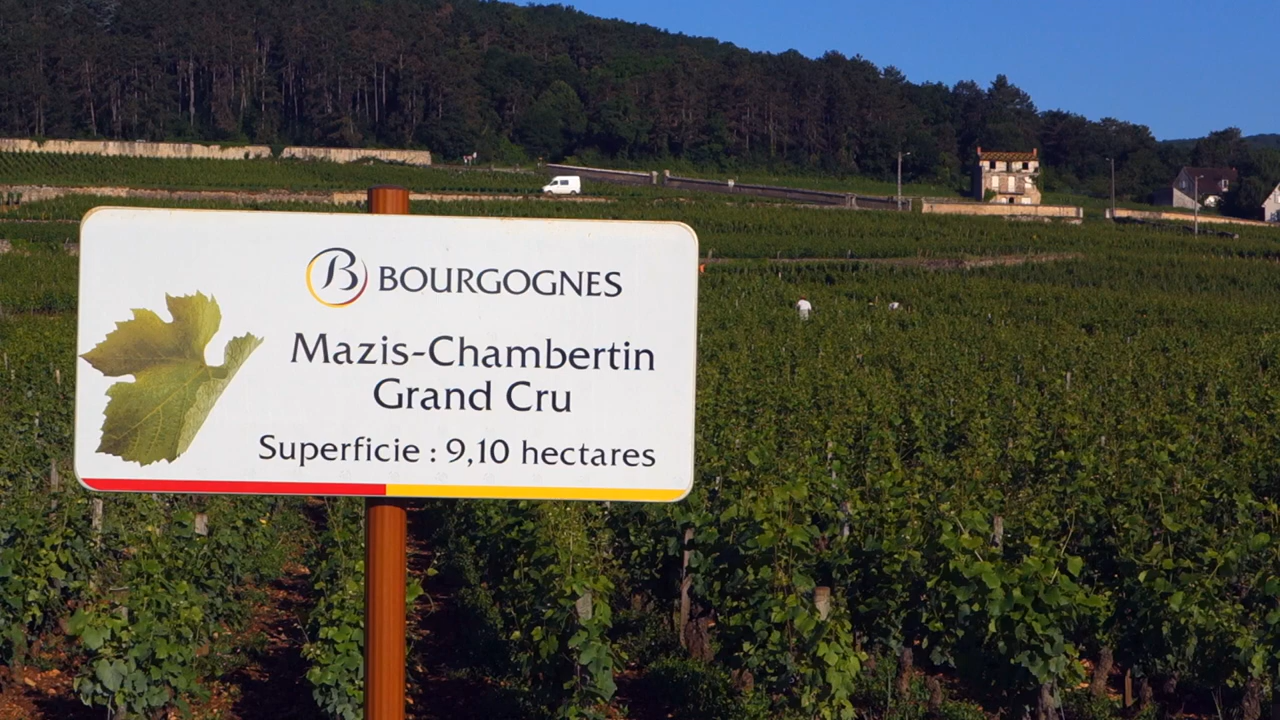 B BOURGOGNES
Mazis-Chambertin
Grand Cru
Superficie : 9,10 hectares